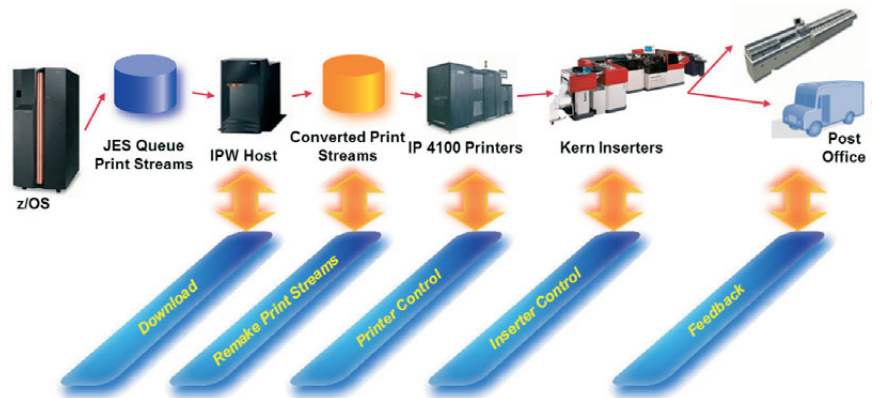 z/OS
JES Queue
Print Streams
IPW Host
Converted Print
Streams
IP 4100 Printers
Kern Inserters
Post
Office
Download
Remake Print Streams
Printer Control
Inserter Control
Feedback